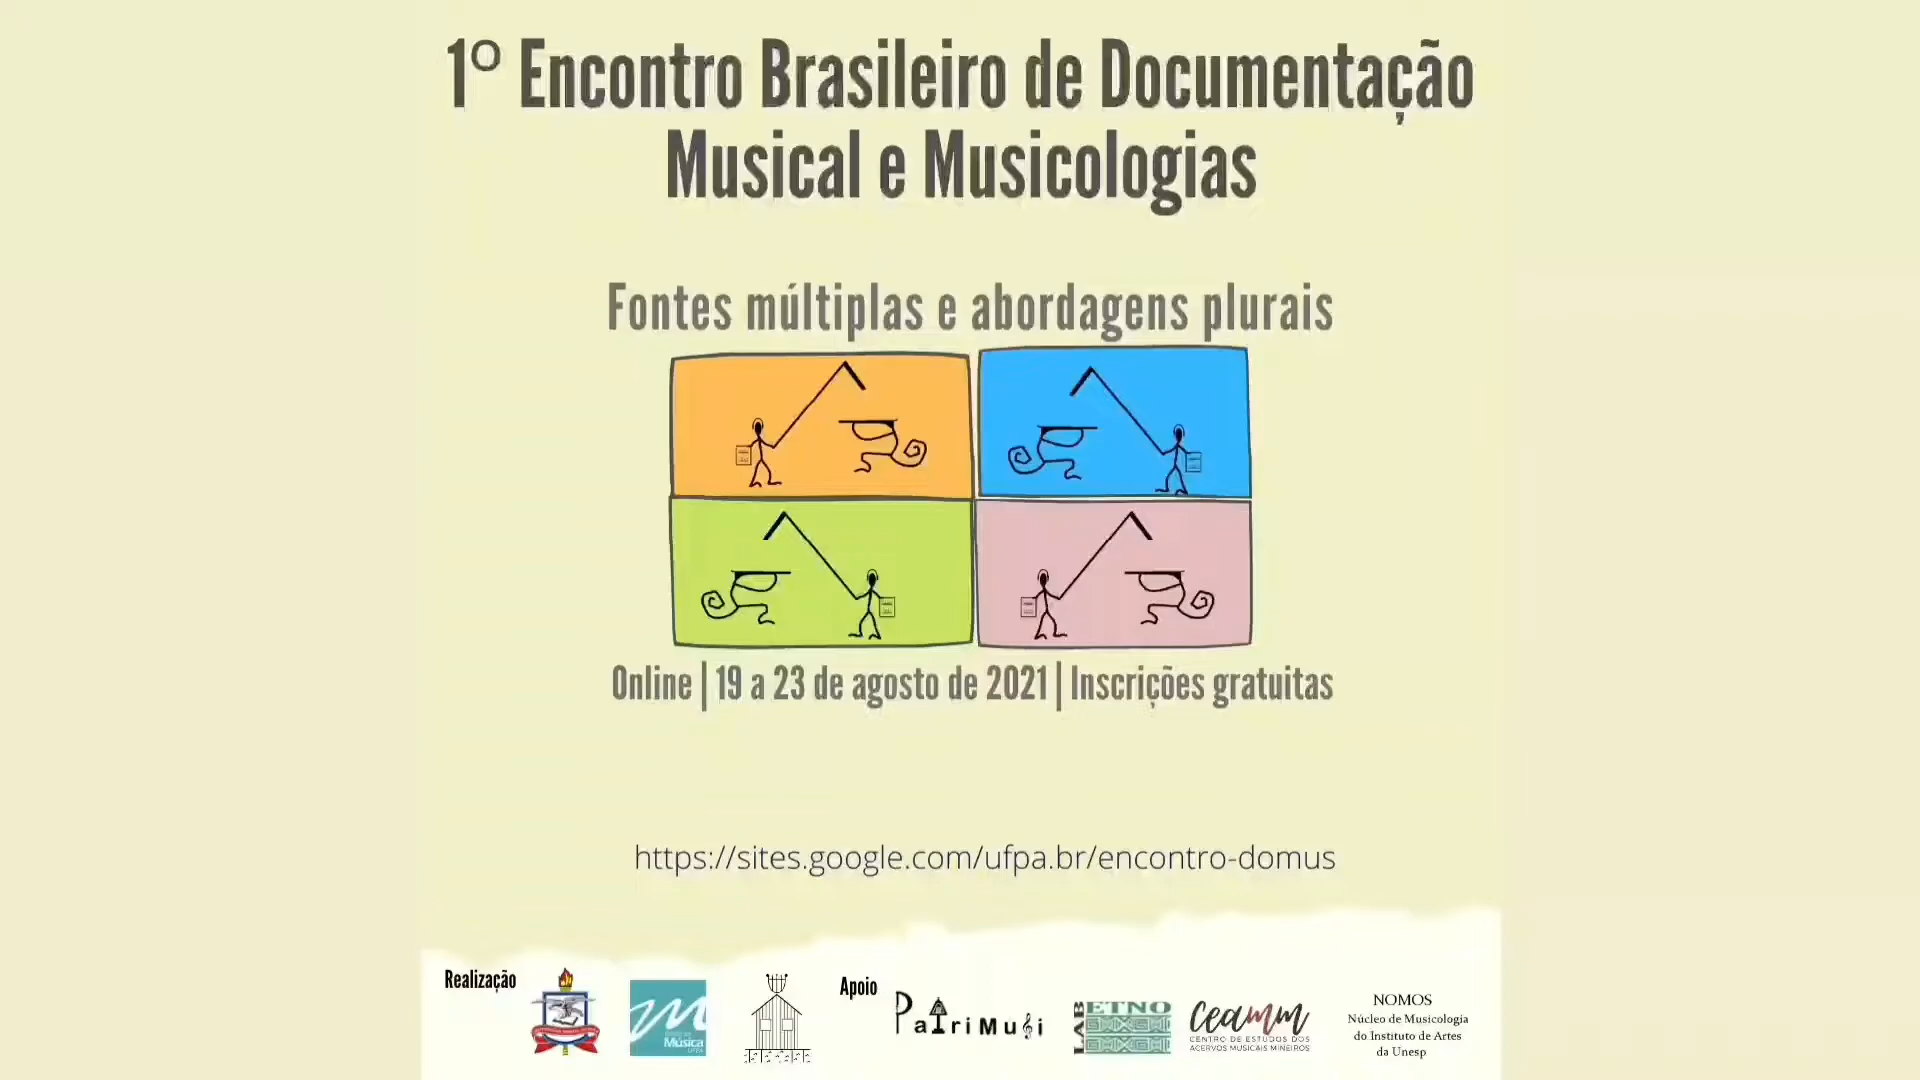 1º Encontro Brasileiro de Documentação
Musical e Musicologias
Fontes múltiplas e abordagens plurais
Online | 19 a 23 de agosto de 2021 | Inscrições gratuitas
https://sites.google.com/ufpa.br/encontro-domus
Realização
Música
Apoio
PaTriMusi
LAB ETNO
ceamm
CENTRO DE ESTUDOS DOS
ACERVOS MUSICAIS MINEIROS
NOMOS
Núcleo de Musicologia
do Instituto de Artes
da Unesp